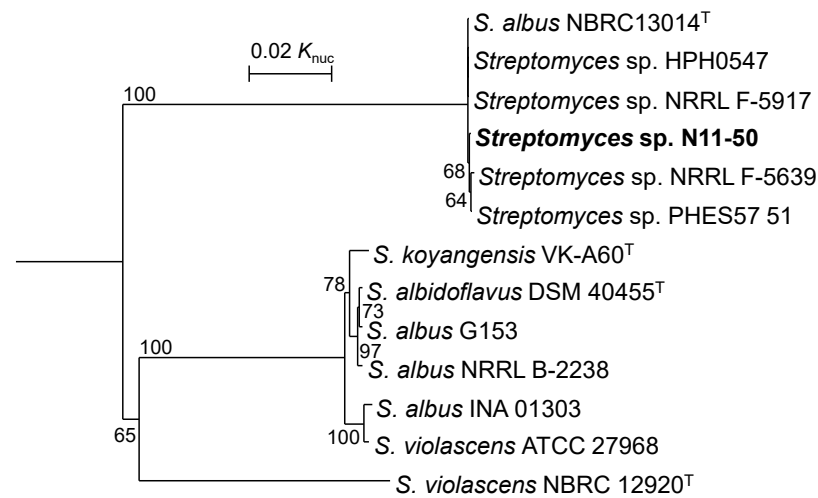 S. albus NBRC13014ᵀ
0.02 Kₙᵤ꜀
Streptomyces sp. HPH0547
100
Streptomyces sp. NRRL F-5917
Streptomyces sp. N11-50
68
Streptomyces sp. NRRL F-5639
64
Streptomyces sp. PHES57 51
S. koyangensis VK-A60ᵀ
78
S. albidoflavus DSM 40455ᵀ
73
S. albus G153
100
97
S. albus NRRL B-2238
S. albus INA 01303
65
100
S. violascens ATCC 27968
S. violascens NBRC 12920ᵀ